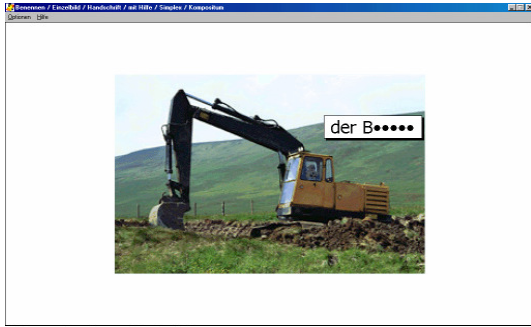 Benennen / Einzelbild / Handschrift / mit Hilfe / Simplex / Kompositum
Optionen Hilfe
der B●●●●●